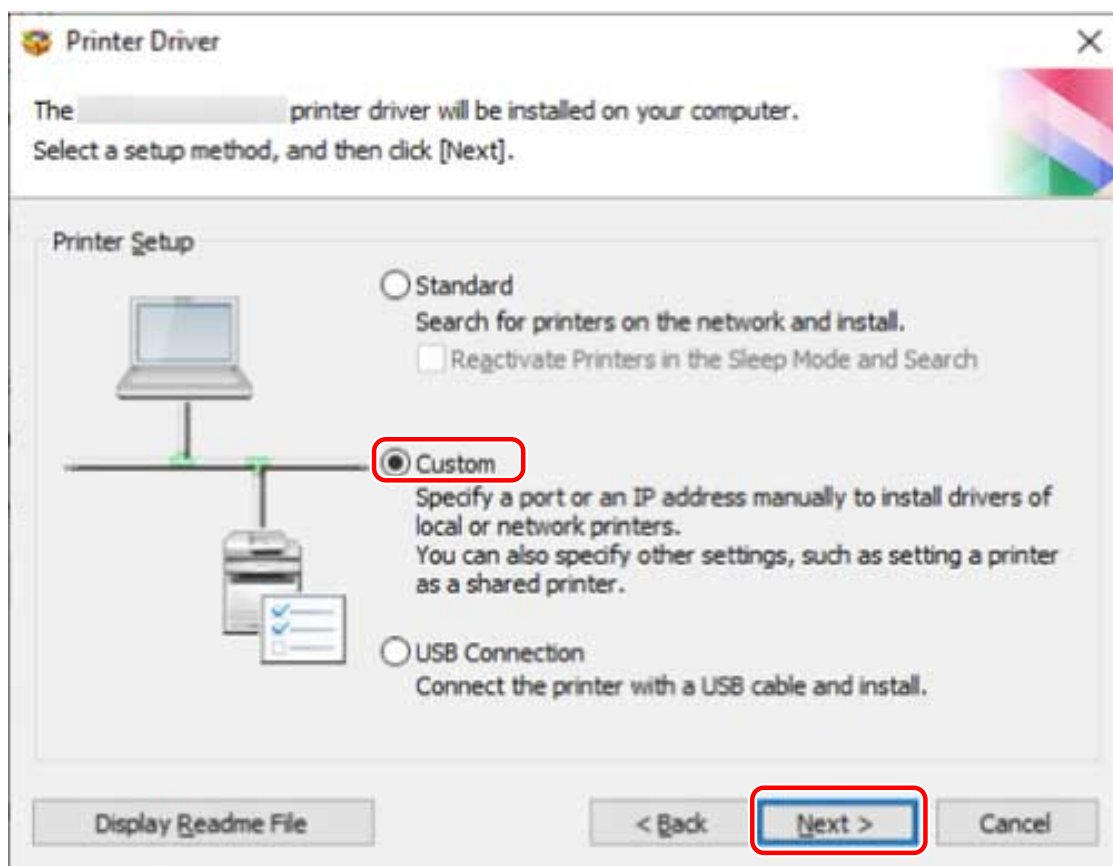 Printer Driver
The printer driver will be installed on your computer.
Select a setup method, and then click [Next].
Printer Setup
Standard
Search for printers on the network and install.
Reactivate Printers in the Sleep Mode and Search
Custom
Specify a port or an IP address manually to install drivers of
local or network printers.
You can also specify other settings, such as setting a printer
as a shared printer.
USB Connection
Connect the printer with a USB cable and install.
Display Readme File
< Back
Next >
Cancel